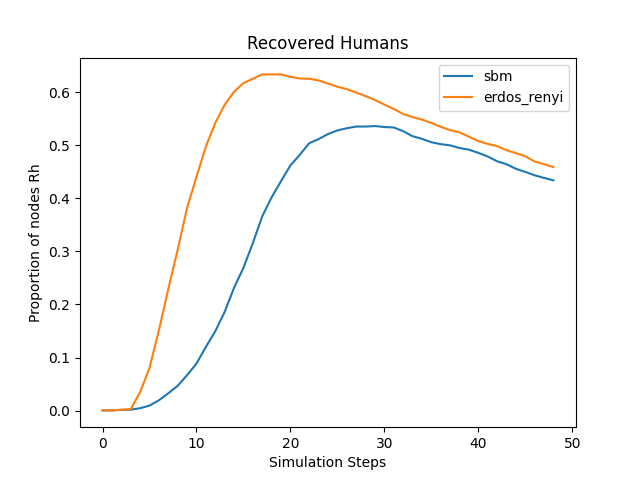 Recovered Humans
sbm
erdos_renyi
Proportion of nodes Rh
0.6
0.5
0.4
0.3
0.2
0.1
0.0
0 10 20 30 40 50
Simulation Steps